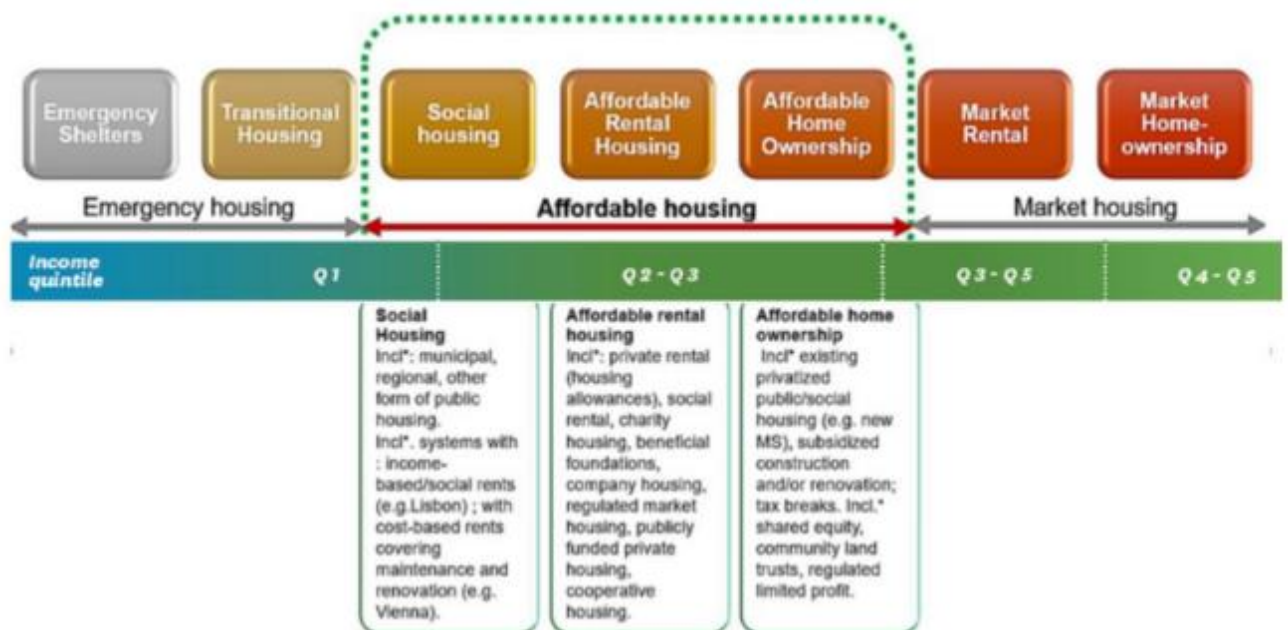 Emergency
Shelters
Transitional
Housing
Social
housing
Affordable
Rental
Housing
Affordable
Home
Ownership
Market
Rental
Market
Home-
ownership
Emergency housing
Affordable housing
Market housing
Income
quintile
Q1
Q2 - Q3
Q3 - Q5
Q4 - Q5
Social
Housing
Incl*: municipal,
regional, other
form of public
housing.
Incl*. systems with
: income-
based/social rents
(e.g.Lisbon) ; with
cost-based rents
covering
maintenance and
renovation (e.g.
Vienna).
Affordable rental
housing
Incl*: private rental
(housing
allowances), social
rental, charity
housing, beneficial
foundations,
company housing,
regulated market
housing, publicly
funded private
housing,
cooperative
housing.
Affordable home
ownership
Incl* existing
privatized
public/social
housing (e.g. new
MS), subsidized
construction
and/or renovation;
tax breaks. Incl.*
shared equity,
community land
trusts, regulated
limited profit.